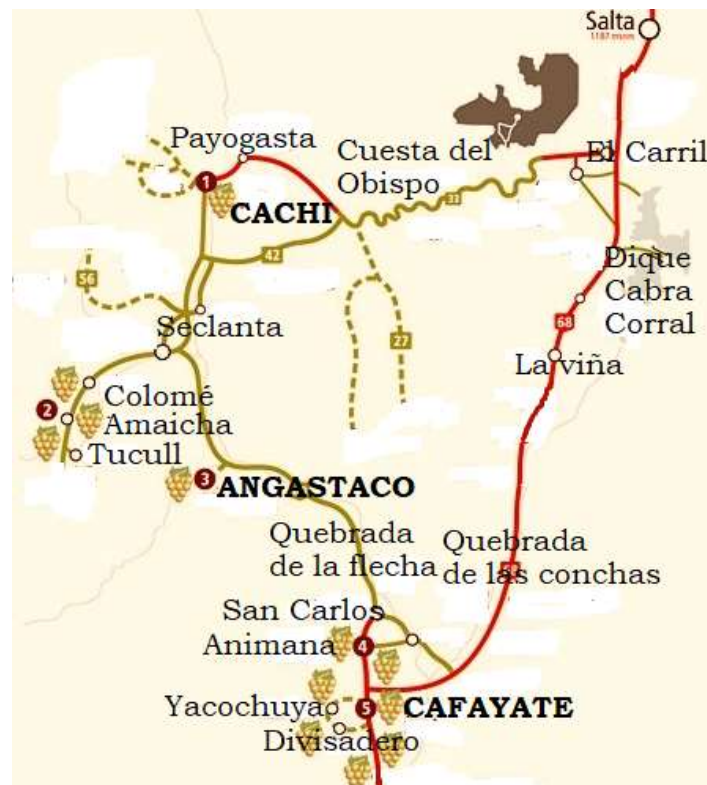 Salta
1187 msnm
Payogasta
Cuesta del
Obispo
El Carril
1
CACHI
33
42
56
Dique
Cabra
Corral
Seclanta
27
68
La viña
Colomé
2
Amaicha
Tucull
3
ANGASTACO
Quebrada
de la flecha
Quebrada
de las conchas
San Carlos
Animana
4
Yacochuya
5
CAFAYATE
Divisadero